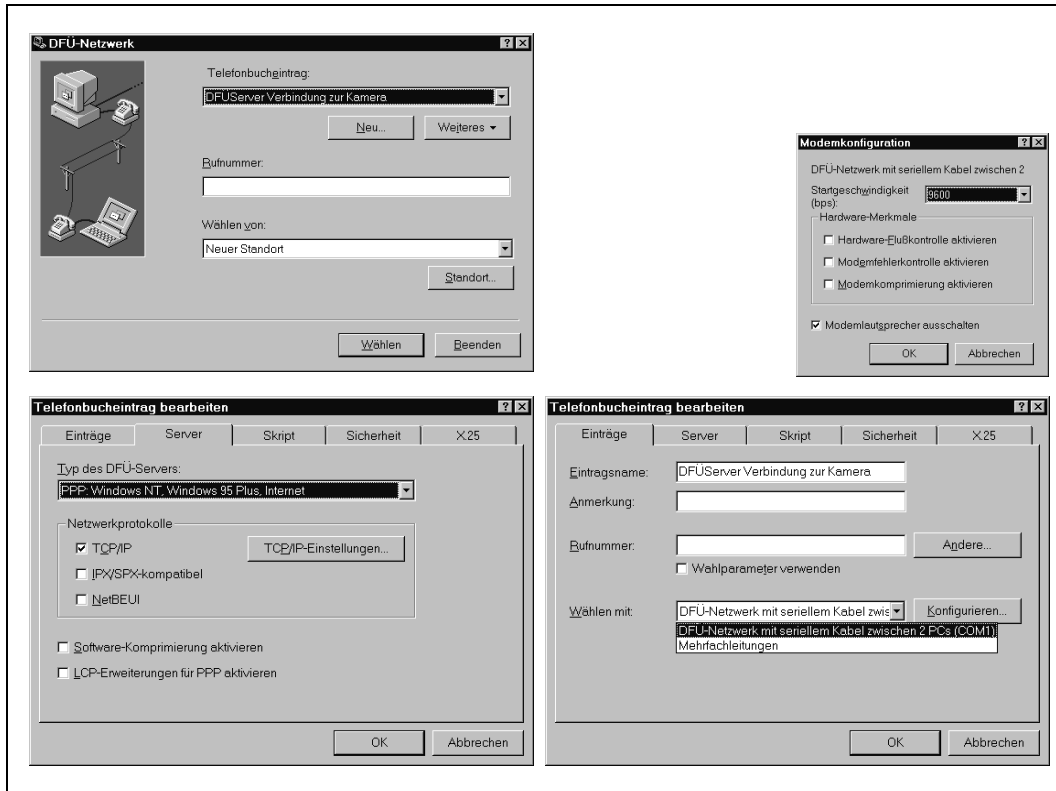 DFÜ-Netzwerk
Telefonbucheintrag:
DFÜServer Verbindung zur Kamera
Neu...
Weiteres
Rufnummer:
Wählen von:
Neuer Standort
Standort...
Wählen
Beenden
Modemkonfiguration
DFÜ-Netzwerk mit seriellem Kabel zwischen 2
Startgeschwindigkeit
(bps):
9600
Hardware-Merkmale
Hardware-Flußkontrolle aktivieren
Modemfehlerkontrolle aktivieren
Modemkomprimierung aktivieren
Modemlautsprecher ausschalten
OK
Abbrechen
Telefonbucheintrag bearbeiten
Einträge
Server
Skript
Sicherheit
X.25
Typ des DFÜ-Servers:
PPP: Windows NT, Windows 95 Plus, Internet
Netzwerkprotokolle
TCP/IP
TCP/IP-Einstellungen...
IPX/SPX-kompatibel
NetBEUI
Software-Komprimierung aktivieren
LCP-Erweiterungen für PPP aktivieren
OK
Abbrechen
Telefonbucheintrag bearbeiten
Einträge
Server
Skript
Sicherheit
X.25
Eintragsname:
DFÜServer Verbindung zur Kamera
Anmerkung:
Rufnummer:
Andere...
Wahlparameter verwenden
Wählen mit:
DFÜ-Netzwerk mit seriellem Kabel zwis
Konfigurieren...
DFÜ-Netzwerk mit seriellem Kabel zwischen 2 PCs (COM1)
Mehrfachleitungen
OK
Abbrechen